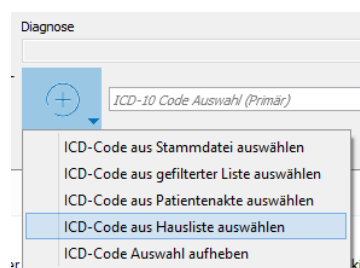 Diagnose
ICD-10 Code Auswahl (Primär)
ICD-Code aus Stammdatei auswählen
ICD-Code aus gefilterter Liste auswählen
ICD-Code aus Patientenakte auswählen
ICD-Code aus Hausliste auswählen
ICD-Code Auswahl aufheben